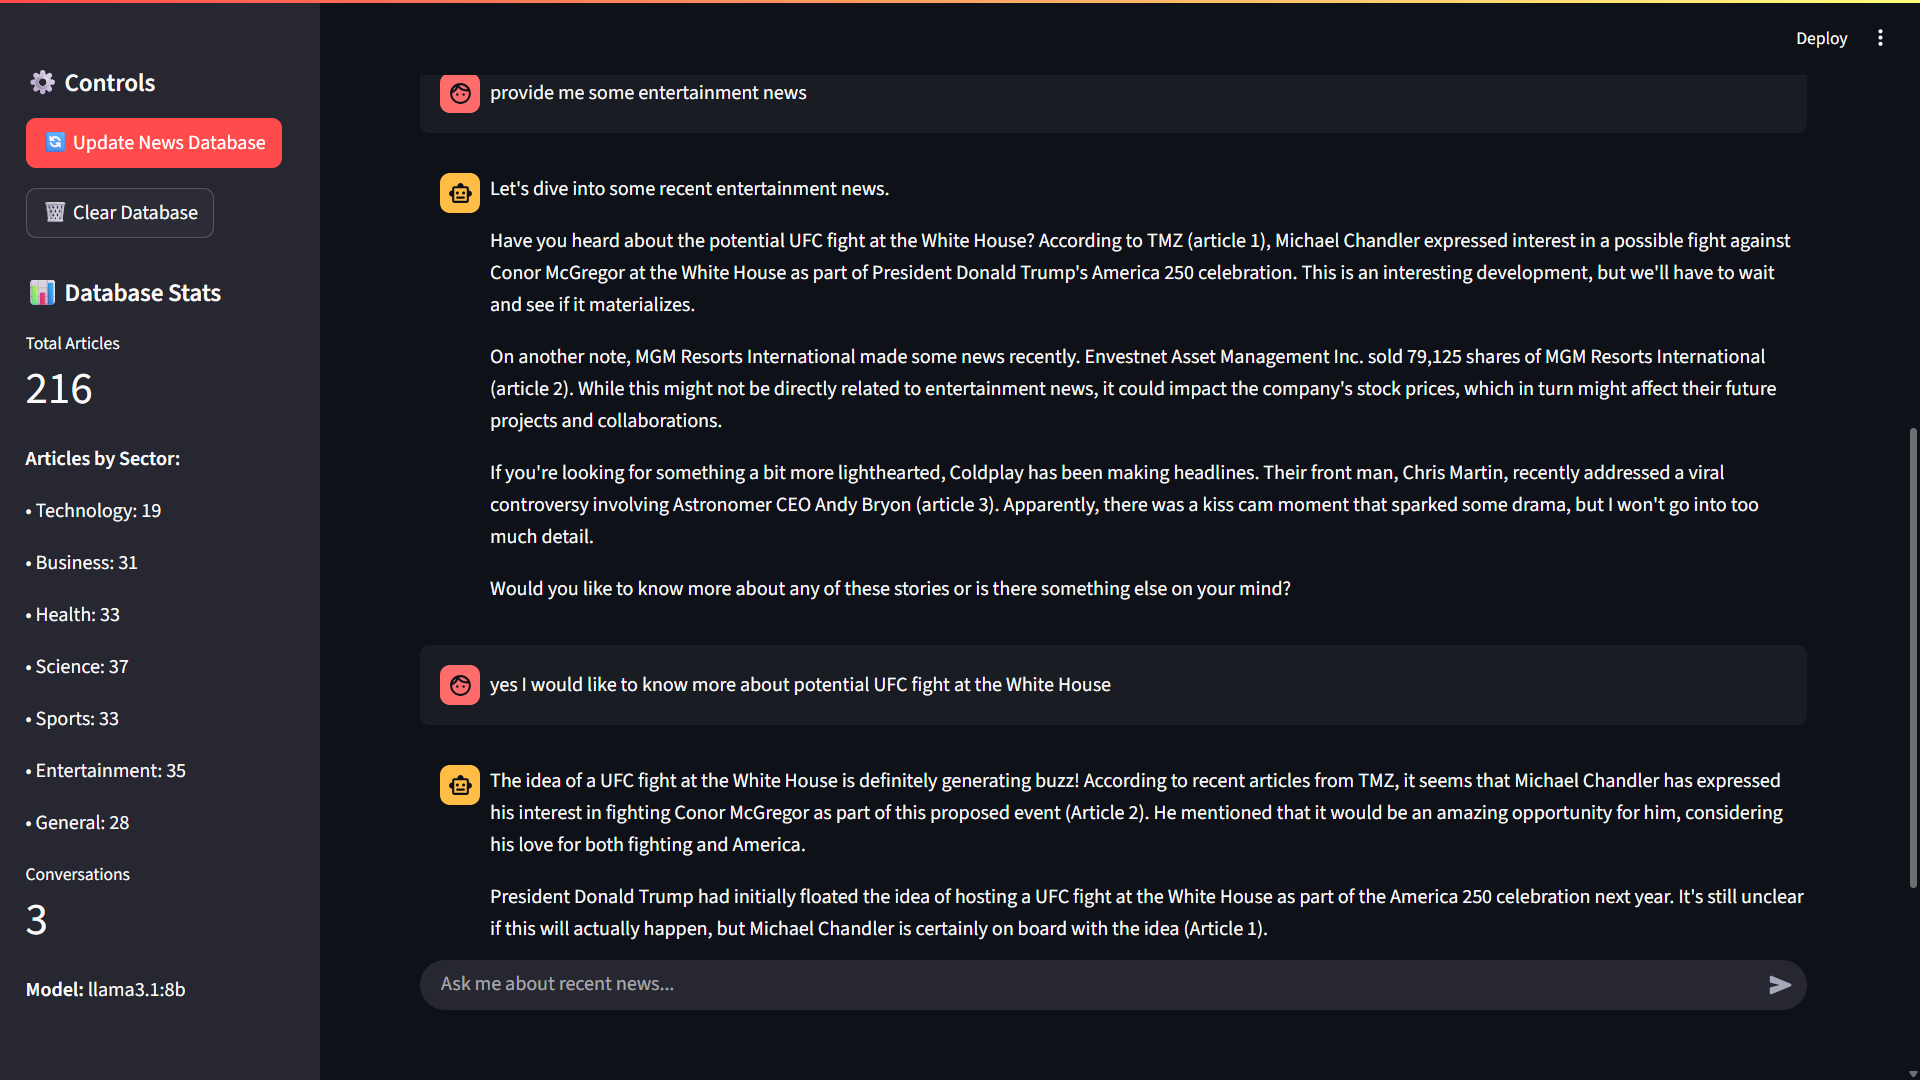 Deploy
Controls
Update News Database
Clear Database
Database Stats
Total Articles
216
Articles by Sector:
• Technology: 19
• Business: 31
• Health: 33
• Science: 37
• Sports: 33
• Entertainment: 35
• General: 28
Conversations
3
Model: llama3.1:8b
provide me some entertainment news
Let's dive into some recent entertainment news.
Have you heard about the potential UFC fight at the White House? According to TMZ (article 1), Michael Chandler expressed interest in a possible fight against
Conor McGregor at the White House as part of President Donald Trump's America 250 celebration. This is an interesting development, but we'll have to wait
and see if it materializes.
On another note, MGM Resorts International made some news recently. Envestnet Asset Management Inc. sold 79,125 shares of MGM Resorts International
(article 2). While this might not be directly related to entertainment news, it could impact the company's stock prices, which in turn might affect their future
projects and collaborations.
If you're looking for something a bit more lighthearted, Coldplay has been making headlines. Their front man, Chris Martin, recently addressed a viral
controversy involving Astronomer CEO Andy Bryon (article 3). Apparently, there was a kiss cam moment that sparked some drama, but I won't go into too
much detail.
Would you like to know more about any of these stories or is there something else on your mind?
yes I would like to know more about potential UFC fight at the White House
The idea of a UFC fight at the White House is definitely generating buzz! According to recent articles from TMZ, it seems that Michael Chandler has expressed
his interest in fighting Conor McGregor as part of this proposed event (Article 2). He mentioned that it would be an amazing opportunity for him, considering
his love for both fighting and America.
President Donald Trump had initially floated the idea of hosting a UFC fight at the White House as part of the America 250 celebration next year. It's still unclear
if this will actually happen, but Michael Chandler is certainly on board with the idea (Article 1).
Ask me about recent news...